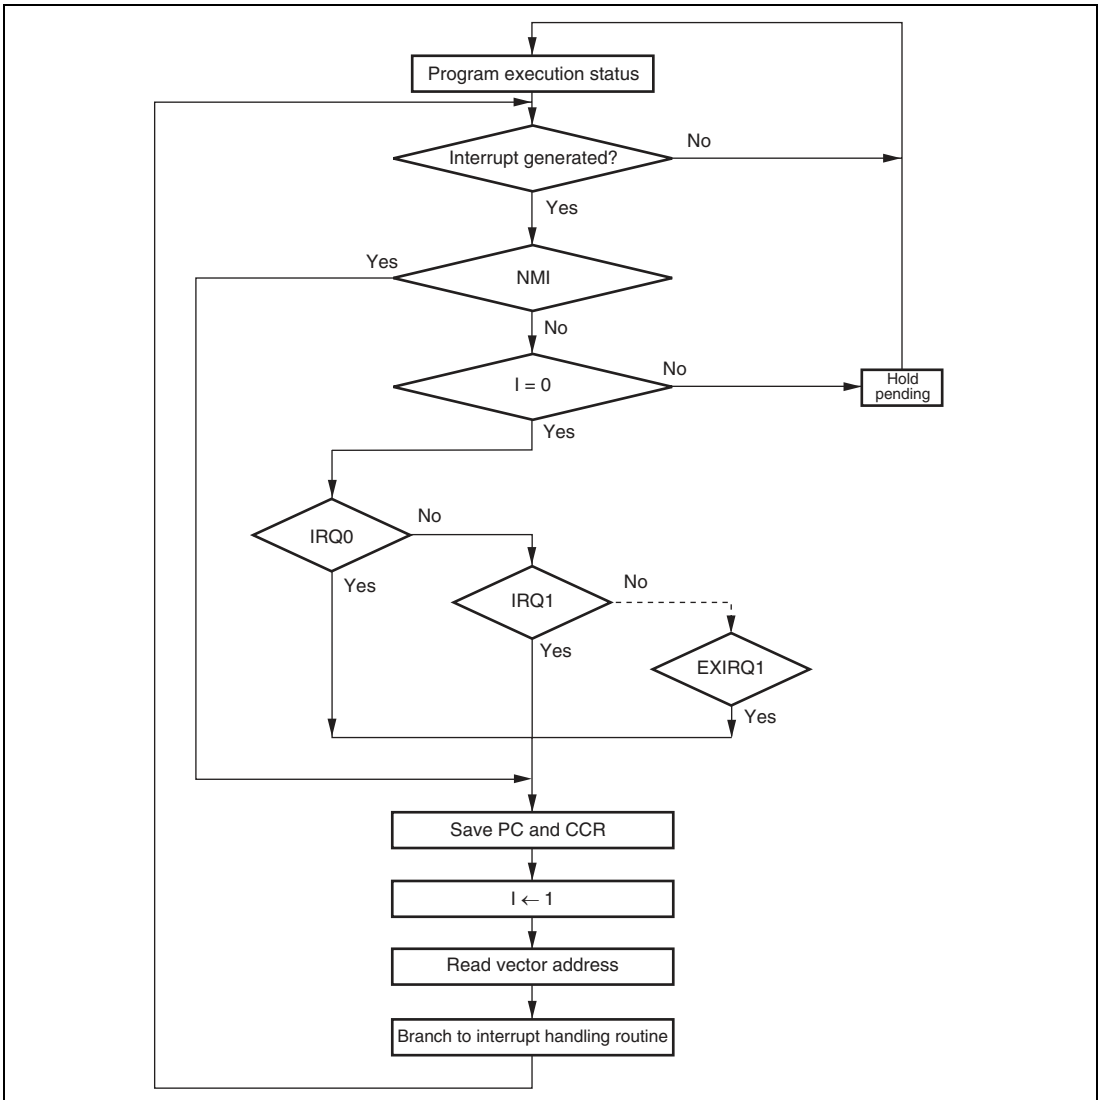 Program execution status
Interrupt generated?
No
Yes
Yes
NMI
No
I = 0
No
Hold
pending
Yes
IRQ0
No
Yes
IRQ1
No
Yes
EXIRQ1
Yes
Save PC and CCR
I ← 1
Read vector address
Branch to interrupt handling routine